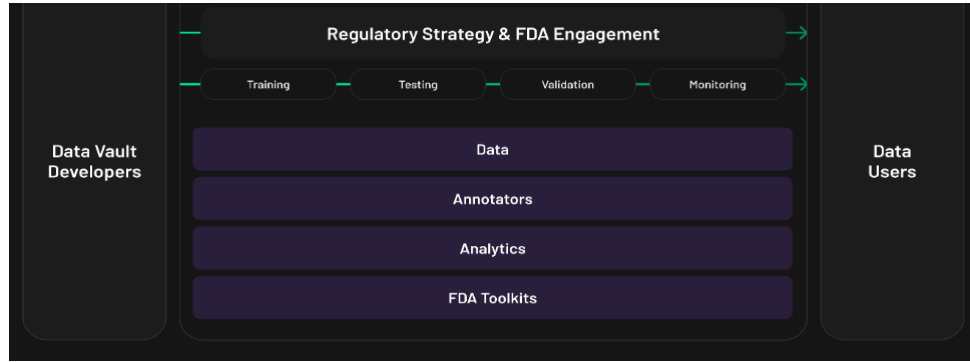 Regulatory Strategy & FDA Engagement
Training
Testing
Validation
Monitoring
Data Vault
Developers
Data
Annotators
Analytics
FDA Toolkits
Data
Users